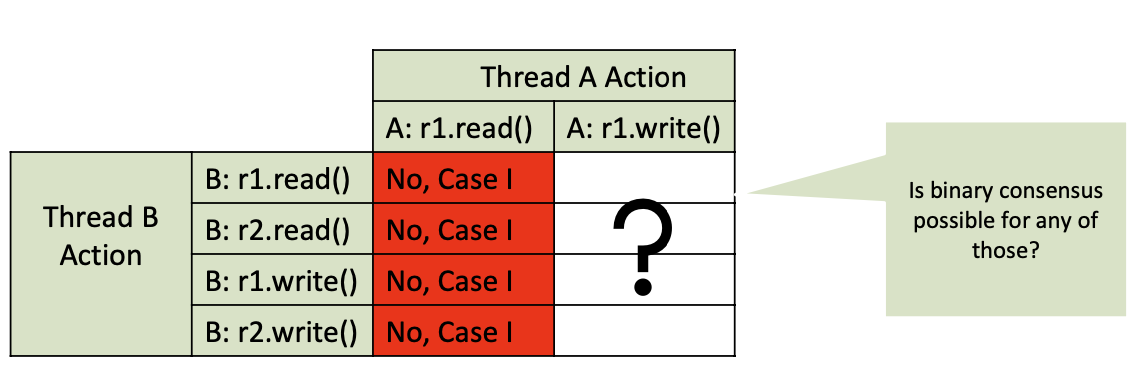 Thread A Action
A: r1.read() A: r1.write()
Thread B
Action
B: r1.read() No, Case I
B: r2.read() No, Case I
B: r1.write() No, Case I
B: r2.write() No, Case I
?
Is binary consensus
possible for any of
those?